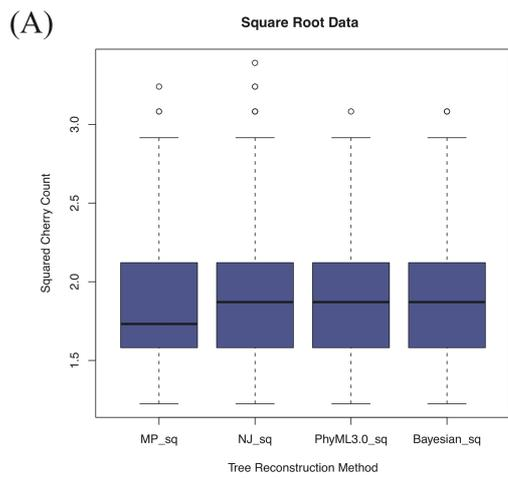 (A)
Square Root Data
Squared Cherry Count
3.0
2.5
2.0
1.5
MP_sq NJ_sq PhyML3.0_sq Bayesian_sq
Tree Reconstruction Method